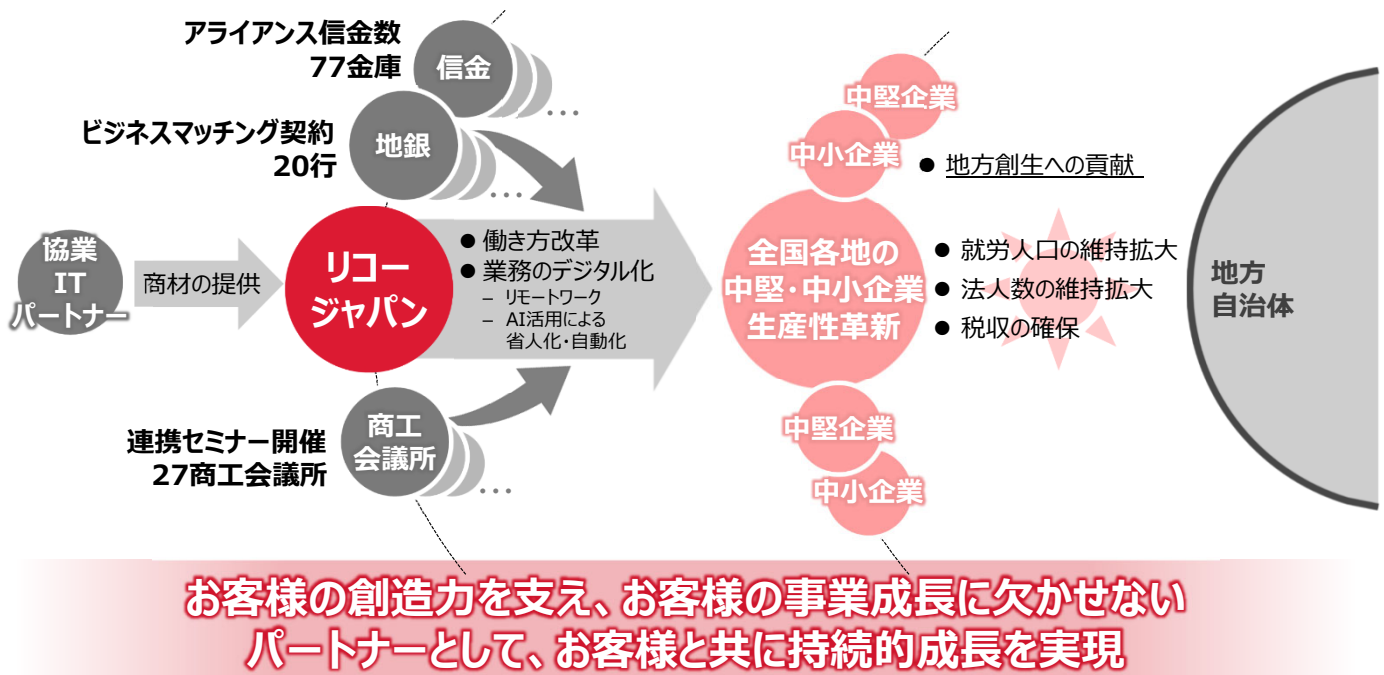 アライアンス信金数
77金庫
信金
…
ビジネスマッチング契約
20行
地銀
…
協業
IT
パートナー
商材の提供
リコー
ジャパン
● 働き方改革
● 業務のデジタル化
– リモートワーク
– AI活用による
省人化・自動化
連携セミナー開催
27商工会議所
商工
会議所
…
中堅企業
中小企業
全国各地の
中堅・中小企業
生産性革新
中堅企業
中小企業
● 地方創生への貢献
● 就労人口の維持拡大
● 法人数の維持拡大
● 税収の確保
地方
自治体
お客様の創造力を支え、お客様の事業成長に欠かせない
パートナーとして、お客様と共に持続的成長を実現